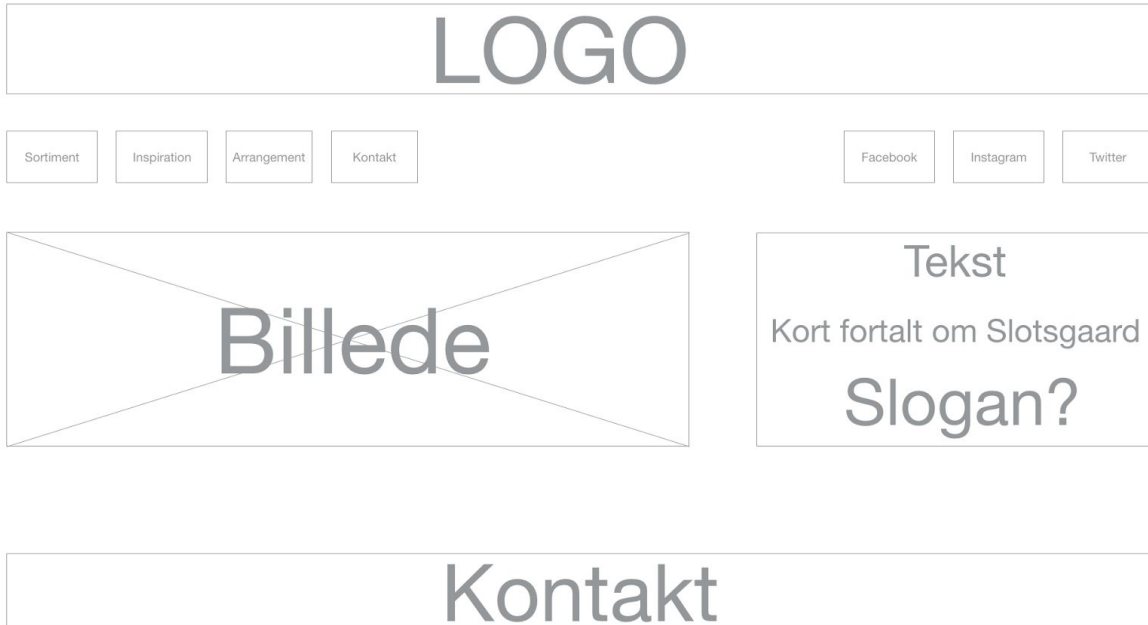 LOGO
Sortiment
Inspiration
Arrangement
Kontakt
Facebook
Instagram
Twitter
Billede
Tekst
Kort fortalt om Slotsgaard
Slogan?
Kontakt